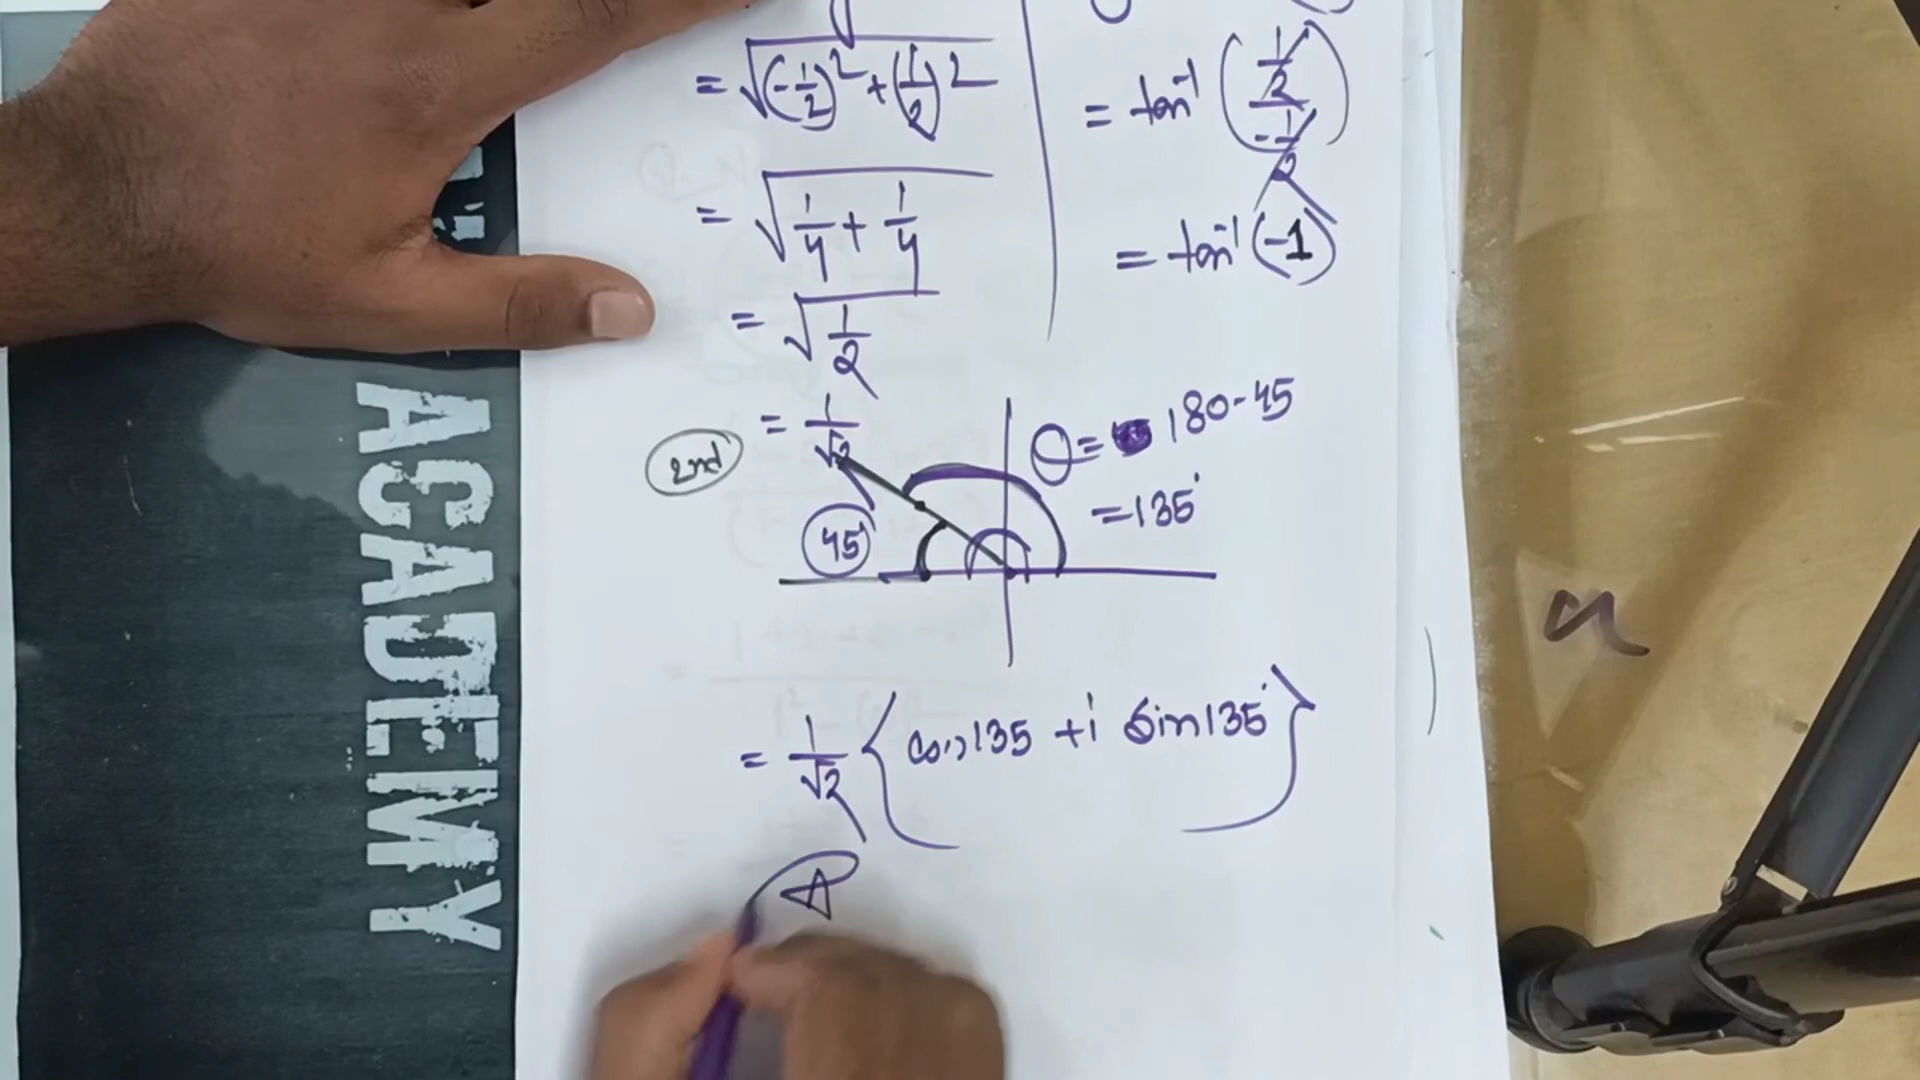 = √(-1/2)² + (1/2)²
= tan⁻¹ (1/2 / -1/2)
= √1/4 + 1/4
= tan⁻¹ (-1)
= √1/2
= 1/√2
2nd
θ = 180-45
= 135°
45
= 1/√2 { cos 135 + i Sin 135° }
A
ACADEMY